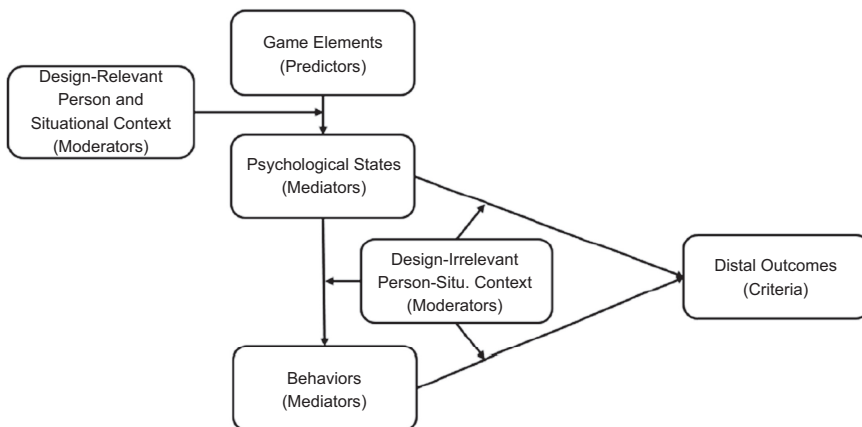 Game Elements
(Predictors)
Design-Relevant
Person and
Situational Context
(Moderators)
Psychological States
(Mediators)
Design-Irrelevant
Person-Situ. Context
(Moderators)
Distal Outcomes
(Criteria)
Behaviors
(Mediators)